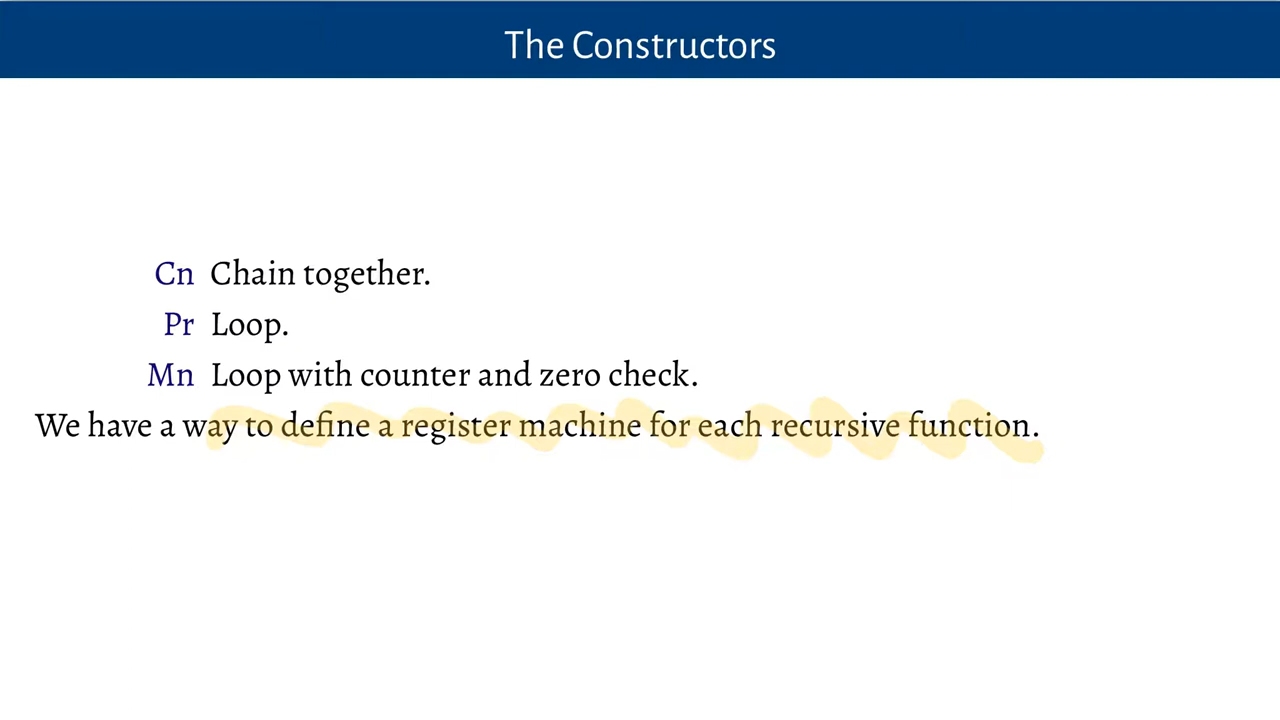 The Constructors
Cn Chain together.
Pr Loop.
Mn Loop with counter and zero check.
We have a way to define a register machine for each recursive function.